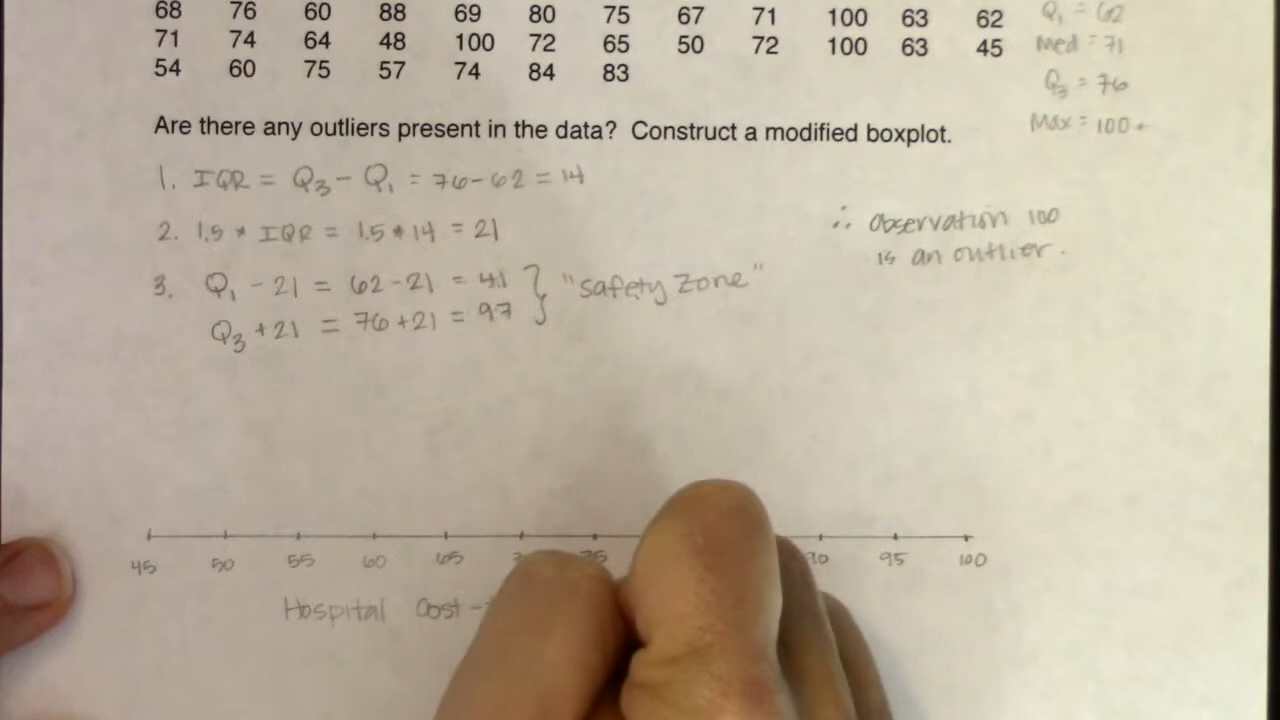 68 76 60 88 69 80 75 67 71 100 63 62
71 74 64 48 100 72 65 50 72 100 63 45
54 60 75 57 74 84 83
Q1 = 62
Med = 71
Q3 = 76
Max = 100
Are there any outliers present in the data? Construct a modified boxplot.
1. IQR = Q3 - Q1 = 76 - 62 = 14
2. 1.5 * IQR = 1.5 * 14 = 21
3. Q1 - 21 = 62 - 21 = 41 } "safety zone"
Q3 + 21 = 76 + 21 = 97
∴ Observation 100
is an outlier.
45 50 55 60 65 75 90 95 100
Hospital Cost -